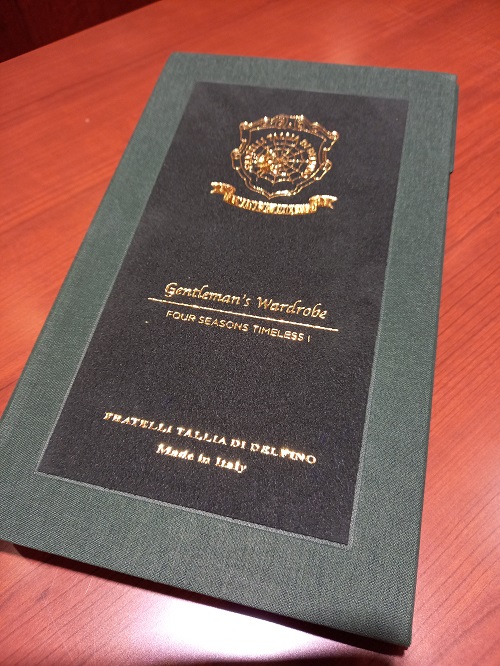 Gentleman's Wardrobe
FOUR SEASONS TIMELESS I
FRATELLI TALLIA DI DELFINO
Made in Italy